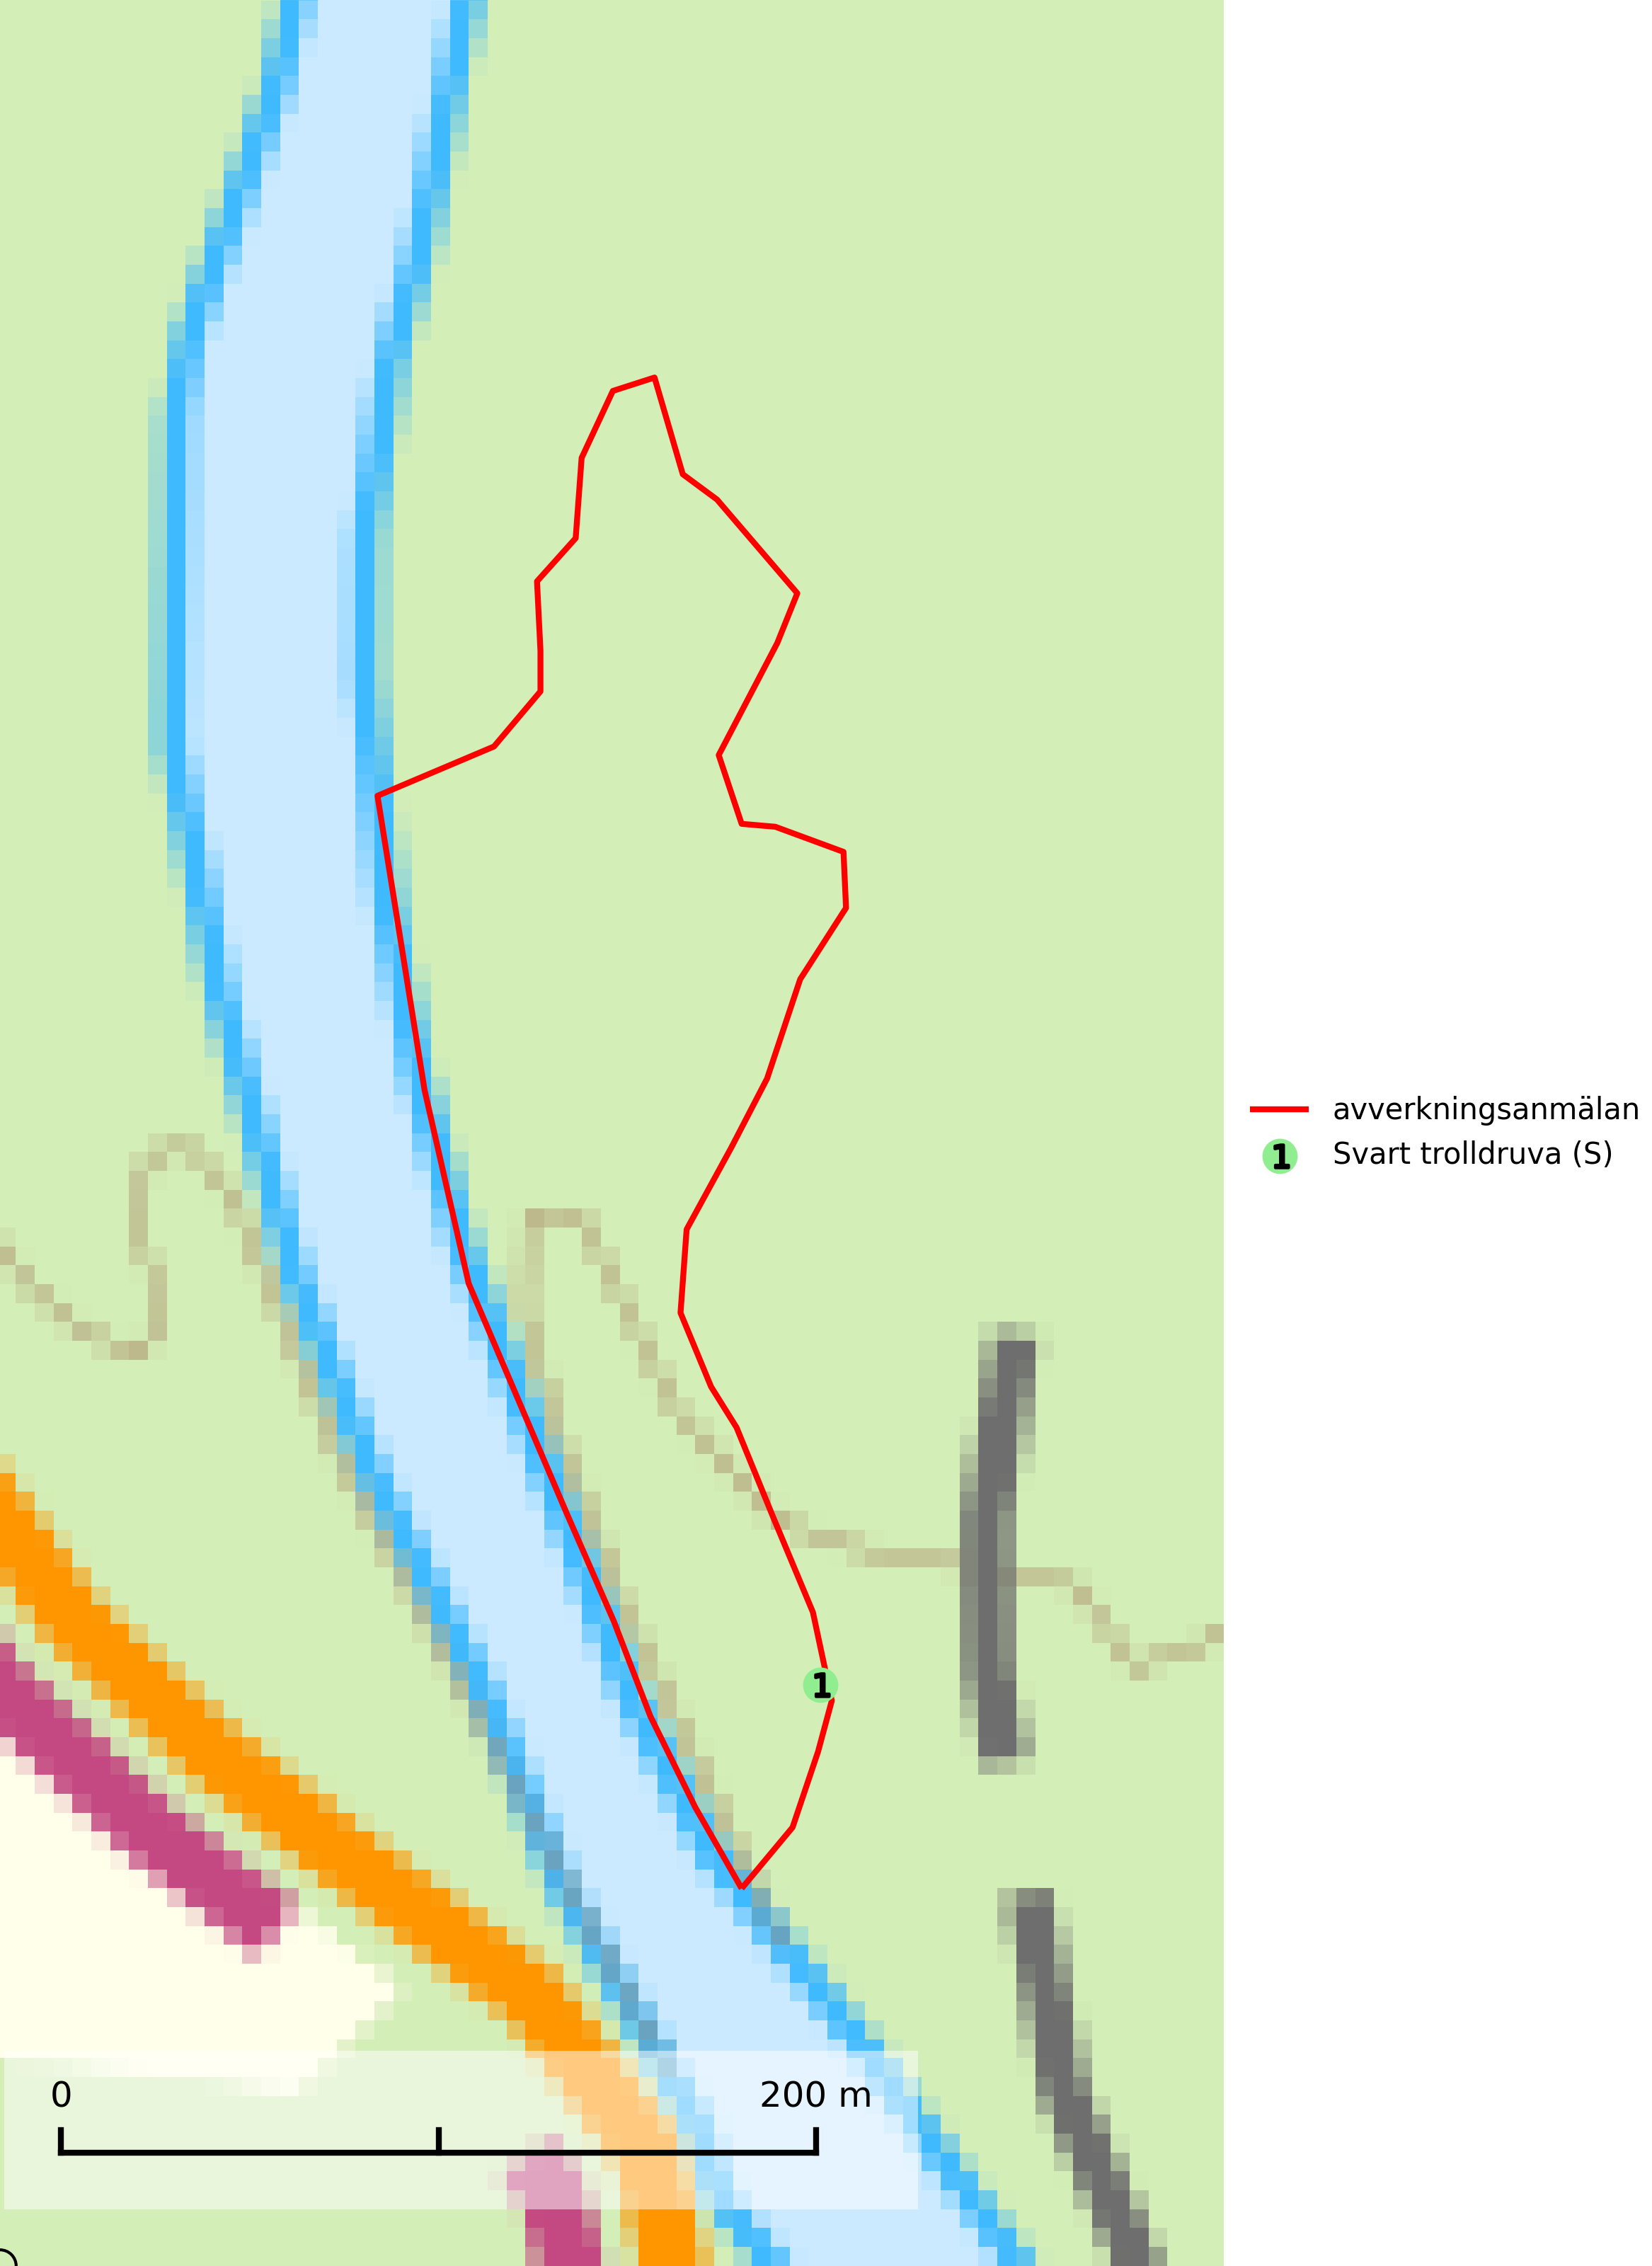 avverkningsanmälan
1 Svart trolldruva (S)
1
0 200 m